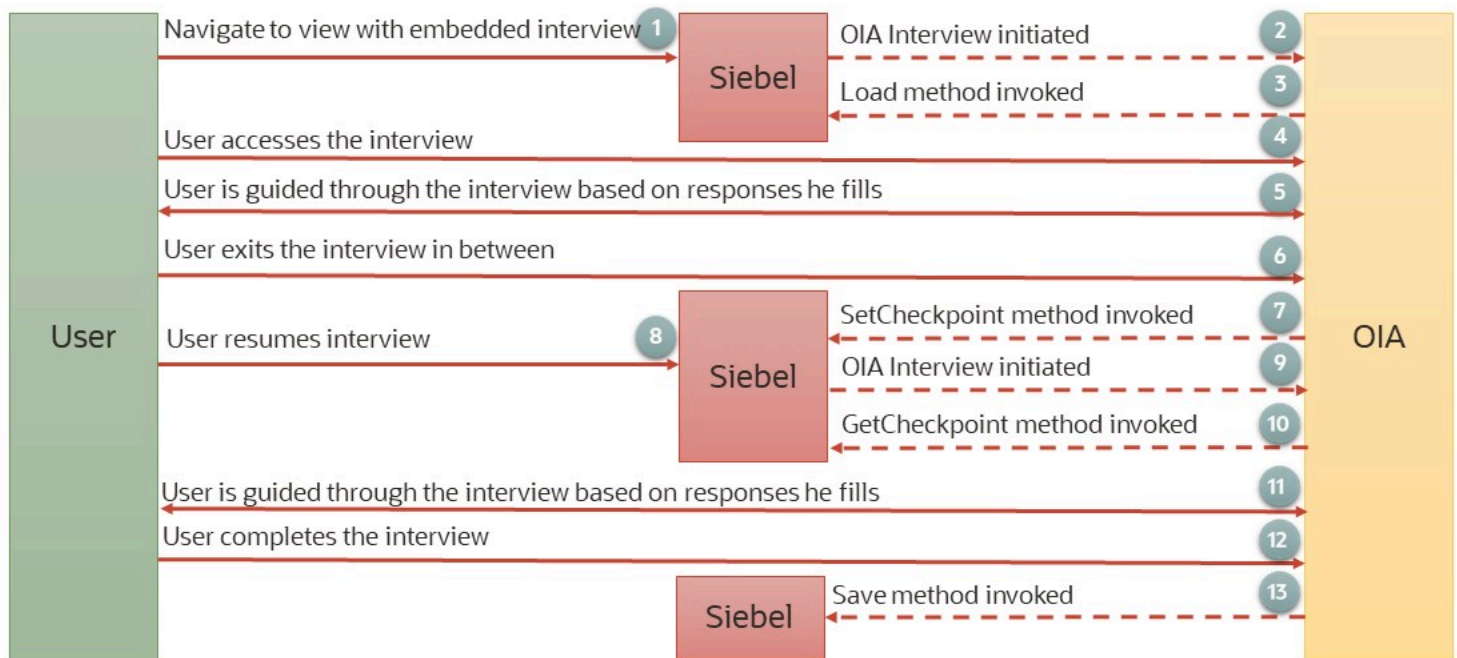 Navigate to view with embedded interview 1
OIA Interview initiated 2
Siebel
Load method invoked 3
User accesses the interview 4
User is guided through the interview based on responses he fills 5
User exits the interview in between 6
User
SetCheckpoint method invoked 7
OIA
User resumes interview 8
Siebel
OIA Interview initiated 9
GetCheckpoint method invoked 10
User is guided through the interview based on responses he fills 11
User completes the interview 12
Siebel
Save method invoked 13